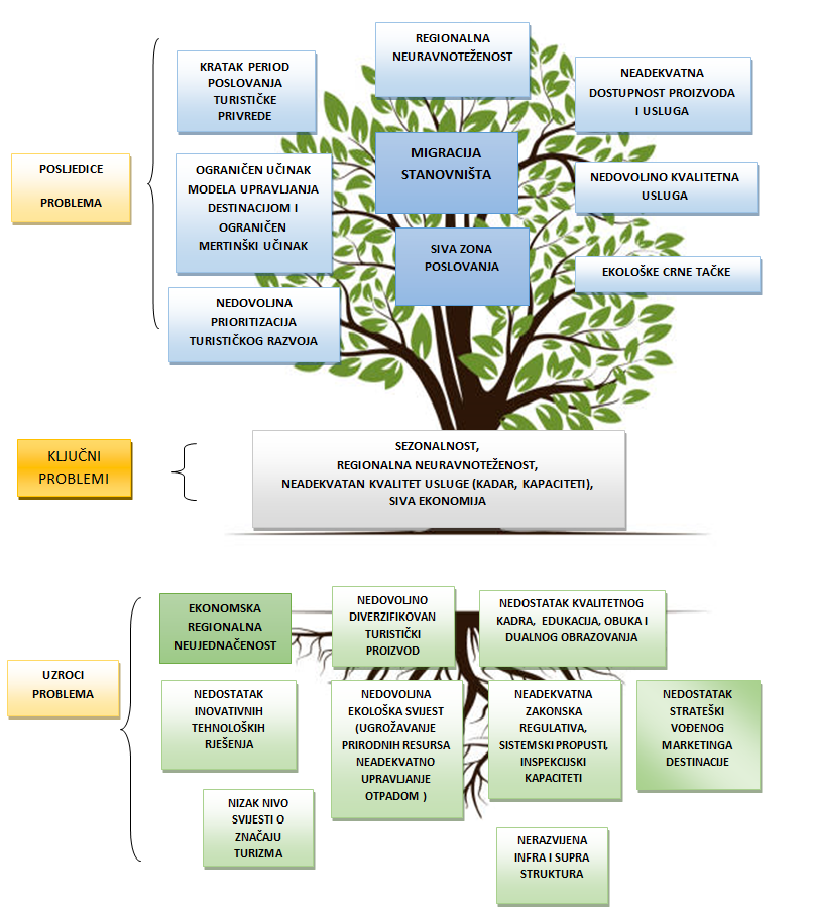 REGIONALNA
NEURAVNOTEŽENOST
KRATAK PERIOD
POSLOVANJA
TURISTIČKE
PRIVREDE
NEADEKVATNA
DOSTUPNOST PROIZVODA
I USLUGA
POSLJEDICE
PROBLEMA
MIGRACIJA
STANOVNIŠTA
OGRANIČEN UČINAK
MODELA UPRAVLJANJA
DESTINACIJOM I
OGRANIČEN
MERTINŠKI UČINAK
NEDOVOLJNO KVALITETNA
USLUGA
SIVA ZONA
POSLOVANJA
EKOLOŠKE CRNE TAČKE
NEDOVOLJNA
PRIORITIZACIJA
TURISTIČKOG RAZVOJA
KLJUČNI
PROBLEMI
SEZONALNOST,
REGIONALNA NEURAVNOTEŽENOST,
NEADEKVATAN KVALITET USLUGE (KADAR, KAPACITETI),
SIVA EKONOMIJA
UZROCI
PROBLEMA
EKONOMSKA
REGIONALNA
NEUJEDNAČENOST
NEDOVOLJNO
DIVERZIFIKOVAN
TURISTIČKI
PROIZVOD
NEDOSTATAK KVALITETNOG
KADRA, EDUKACIJA, OBUKA I
DUALNOG OBRAZOVANJA
NEDOSTATAK
INOVATIVNIH
TEHNOLOŠKIH
RJEŠENJA
NEDOVOLJNA
EKOLOŠKA SVIJEST
(UGROŽAVANJE
PRIRODNIH RESURSA
NEADEKVATNO
UPRAVLJANJE
OTPADOM )
NEADEKVATNA
ZAKONSKA
REGULATIVA,
SISTEMSKI PROPUSTI,
INSPEKCIJSKI
KAPACITETI
NEDOSTATAK
STRATEŠKI
VOĐENOG
MARKETINGA
DESTINACIJE
NIZAK NIVO
SVIJESTI O
ZNAČAJU
TURIZMA
NERAZVIJENA
INFRA I SUPRA
STRUKTURA